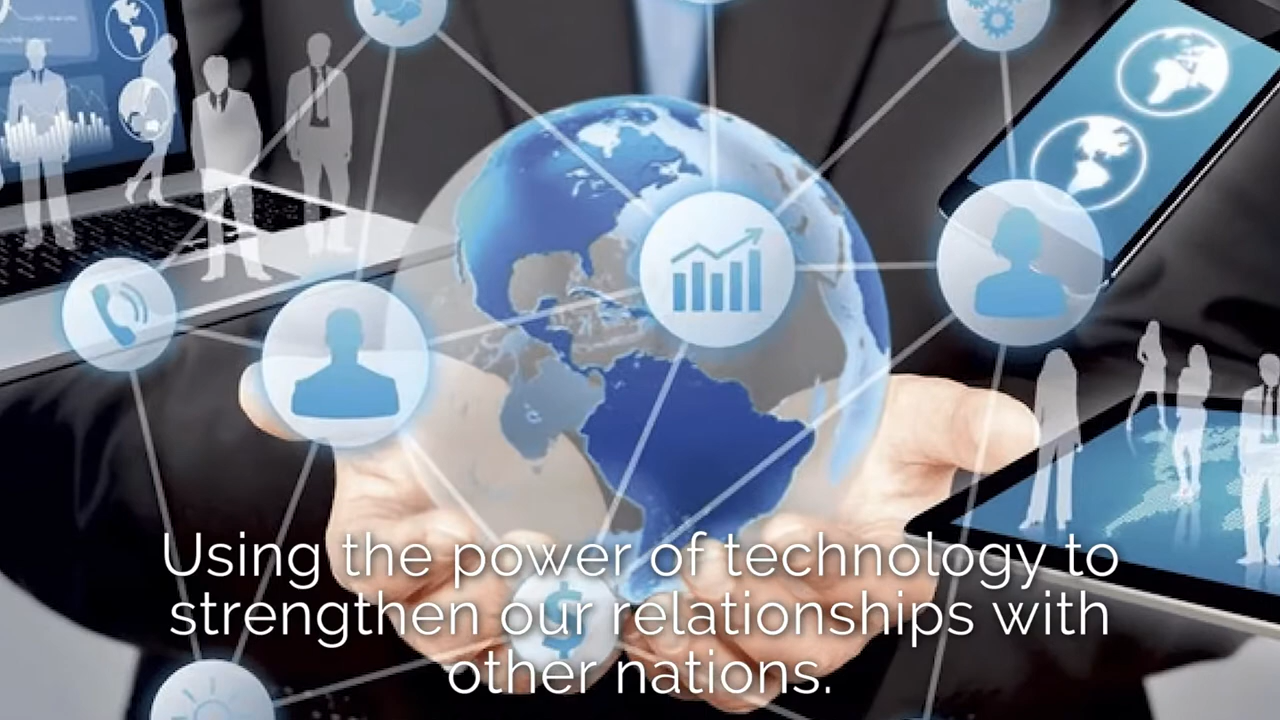 Using the power of technology to
strengthen our relationships with
other nations.